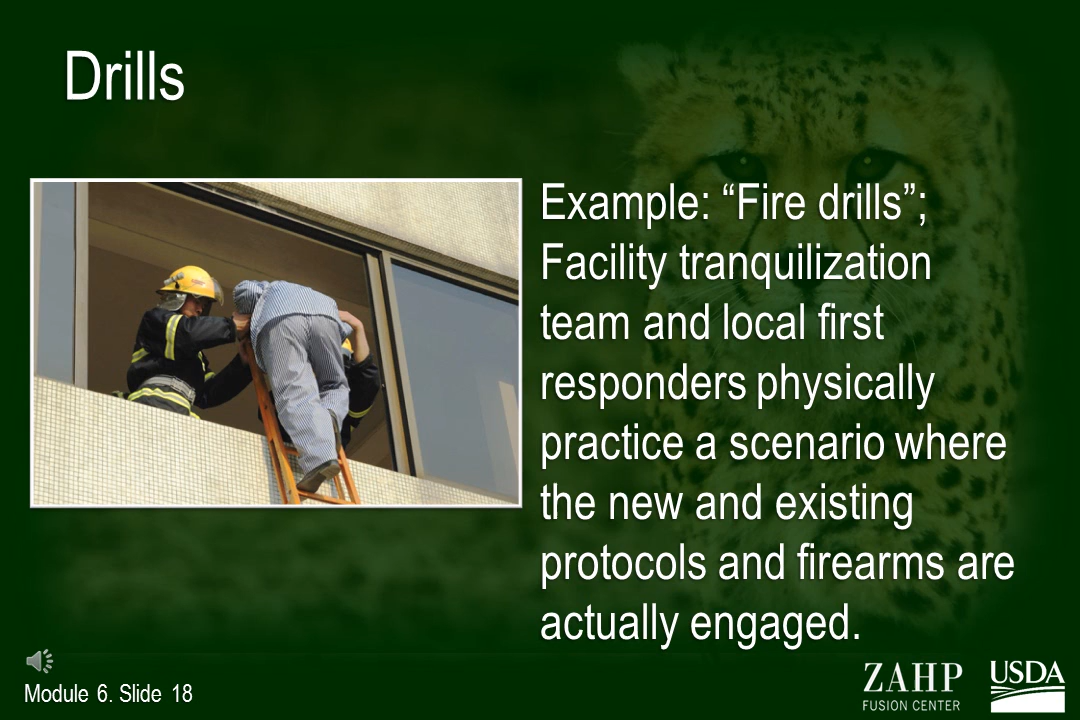 Drills
Example: “Fire drills”;
Facility tranquilization
team and local first
responders physically
practice a scenario where
the new and existing
protocols and firearms are
actually engaged.
Module 6. Slide 18
ZAHP
FUSION CENTER
USDA